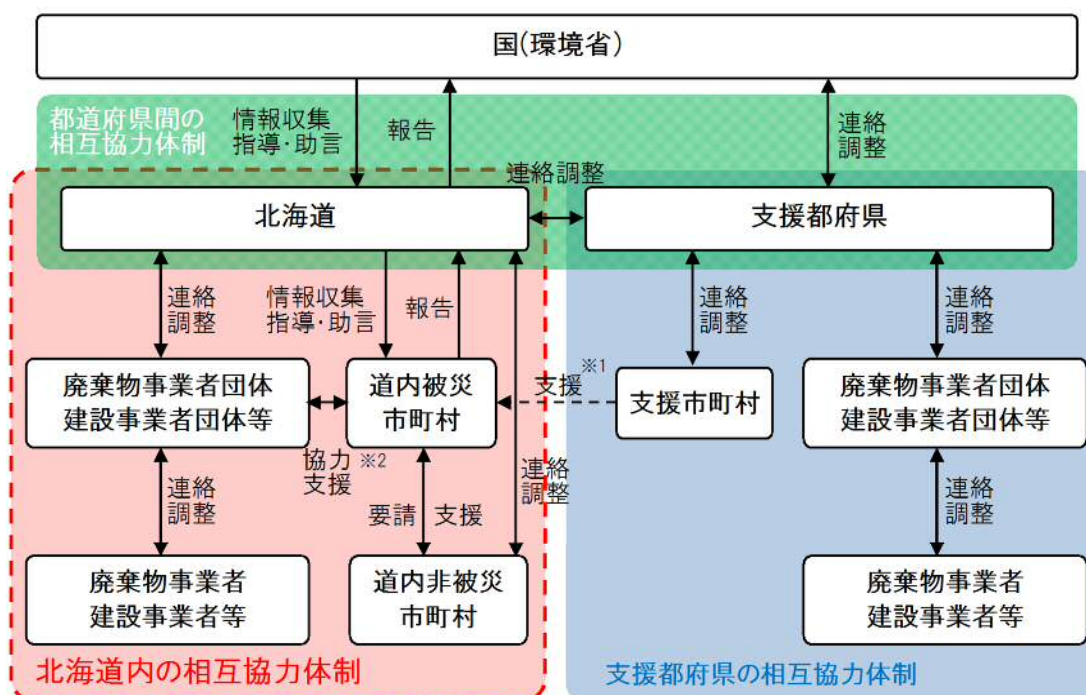 国(環境省)
都道府県間の
相互協力体制
情報収集
指導・助言
報告
連絡
調整
連絡調整
北海道
支援都府県
連絡
調整
情報収集
指導・助言
報告
連絡
調整
連絡
調整
廃棄物事業者団体
建設事業者団体等
道内被災
市町村
支援※1
支援市町村
廃棄物事業者団体
建設事業者団体等
協力※2
支援
連絡
調整
連絡
調整
要請
支援
連絡
調整
廃棄物事業者
建設事業者等
道内非被災
市町村
廃棄物事業者
建設事業者等
北海道内の相互協力体制
支援都府県の相互協力体制